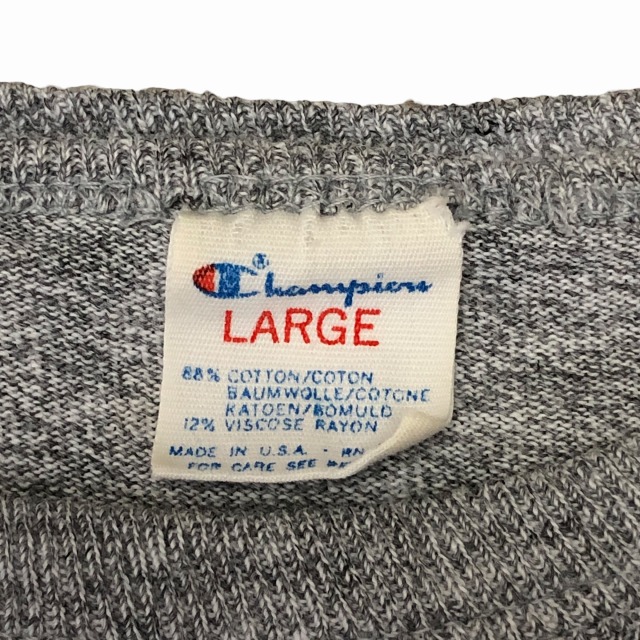 Champion®
LARGE
88% COTTON/COTON
BAUMWOLLE/COTONE
KATOEN/BOMULD
12% VISCOSE RAYON
MADE IN U.S.A. · RN
FOR CARE SEE